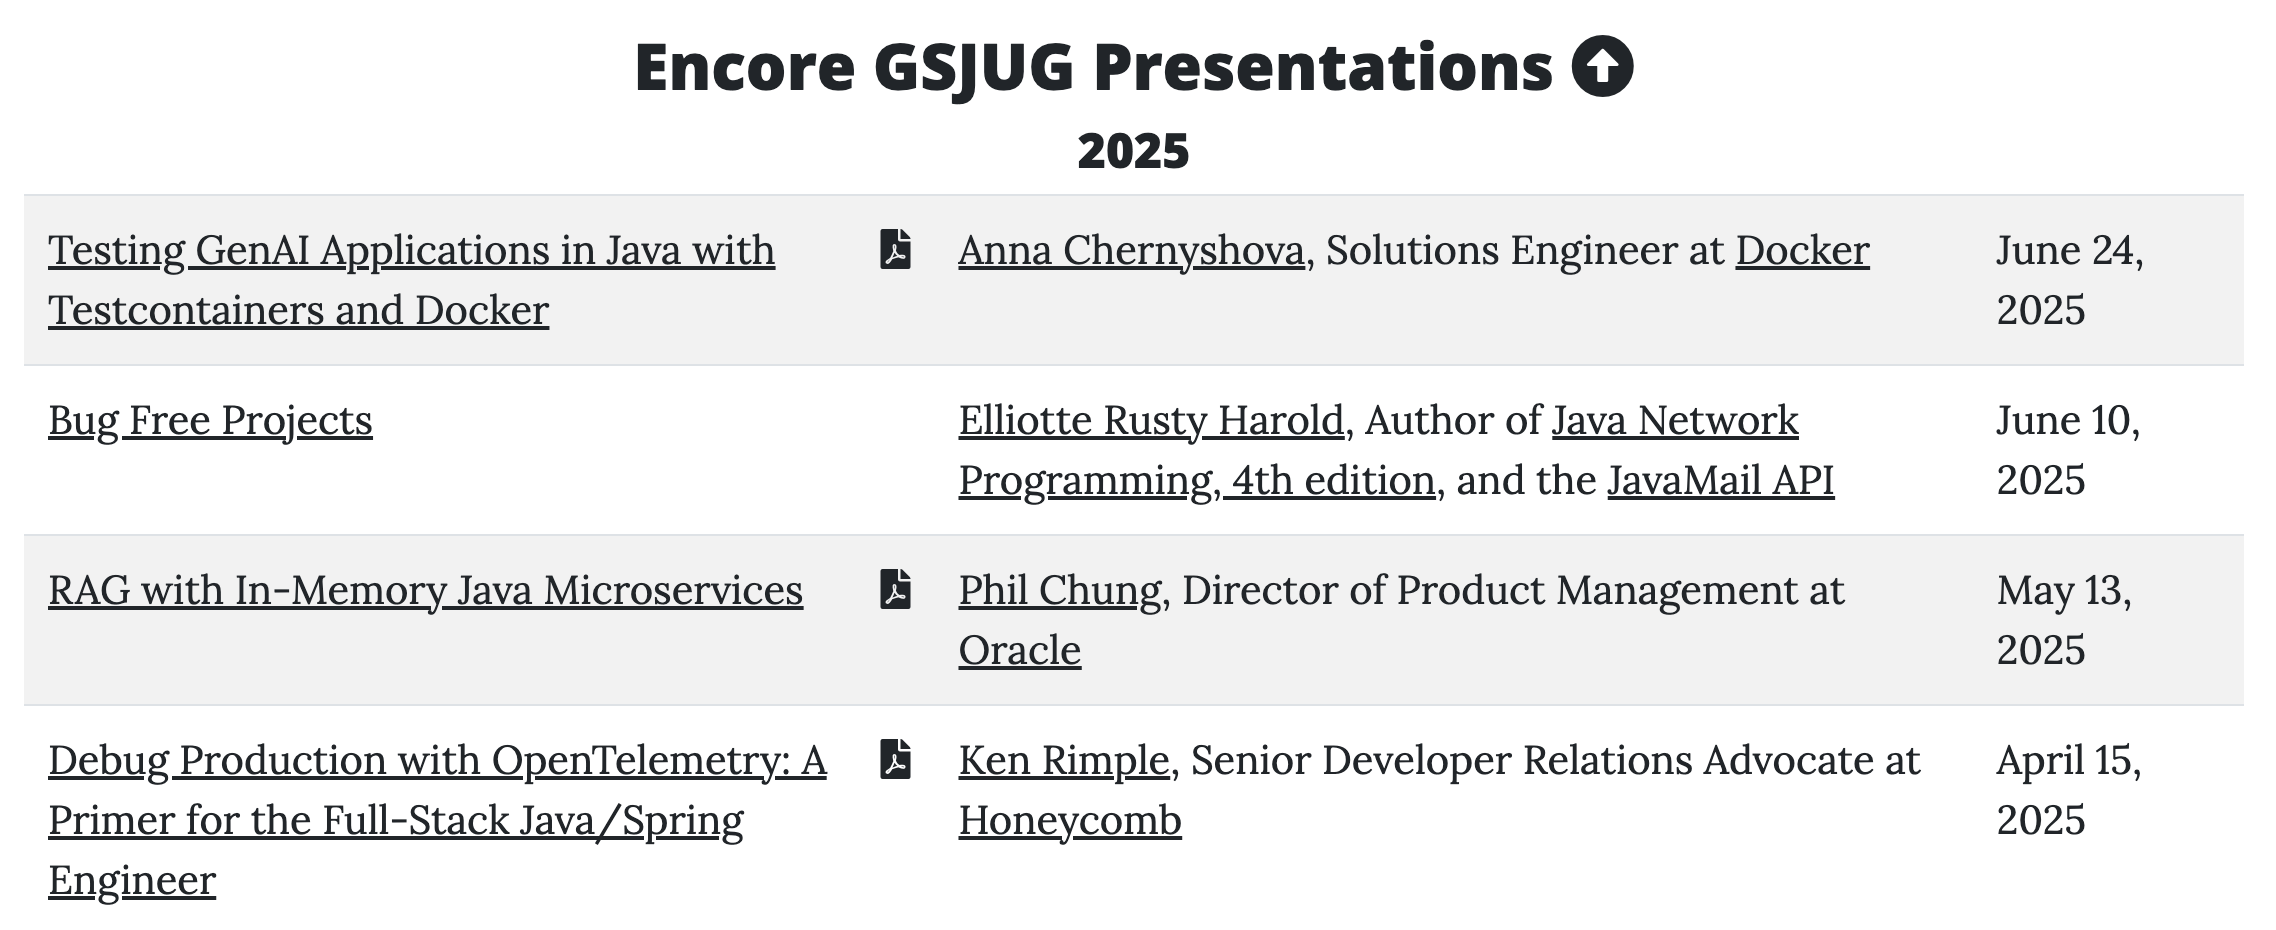 Encore GSJUG Presentations
2025
Testing GenAI Applications in Java with
Testcontainers and Docker
Anna Chernyshova, Solutions Engineer at Docker
June 24,
2025
Bug Free Projects
Elliotte Rusty Harold, Author of Java Network
Programming, 4th edition, and the JavaMail API
June 10,
2025
RAG with In-Memory Java Microservices
Phil Chung, Director of Product Management at
Oracle
May 13,
2025
Debug Production with OpenTelemetry: A
Primer for the Full-Stack Java/Spring
Engineer
Ken Rimple, Senior Developer Relations Advocate at
Honeycomb
April 15,
2025